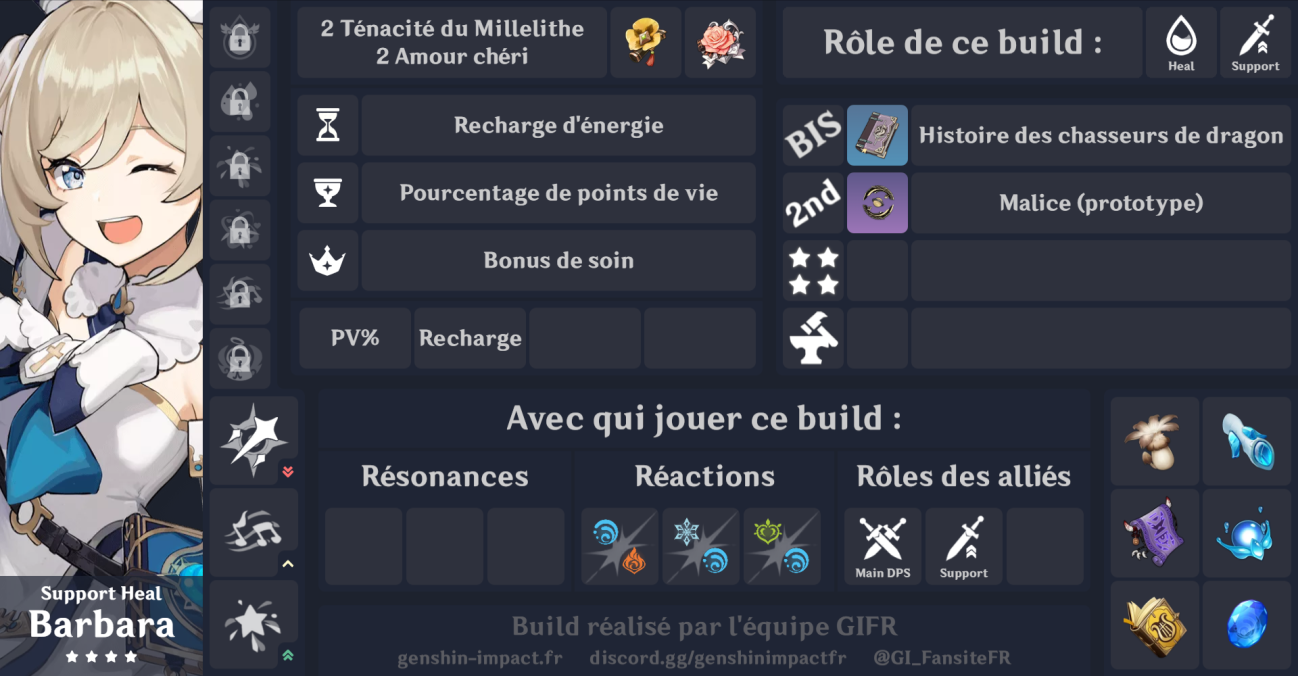 2 Ténacité du Millelithe
2 Amour chéri
Rôle de ce build :
Heal
Support
Recharge d'énergie
Pourcentage de points de vie
Bonus de soin
PV%
Recharge
BIS
Histoire des chasseurs de dragon
2nd
Malice (prototype)
Avec qui jouer ce build :
Résonances
Réactions
Rôles des alliés
Main DPS
Support
Support Heal
Barbara
Build réalisé par l'équipe GIFR
genshin-impact.fr discord.gg/genshinimpactfr @GI_FansiteFR